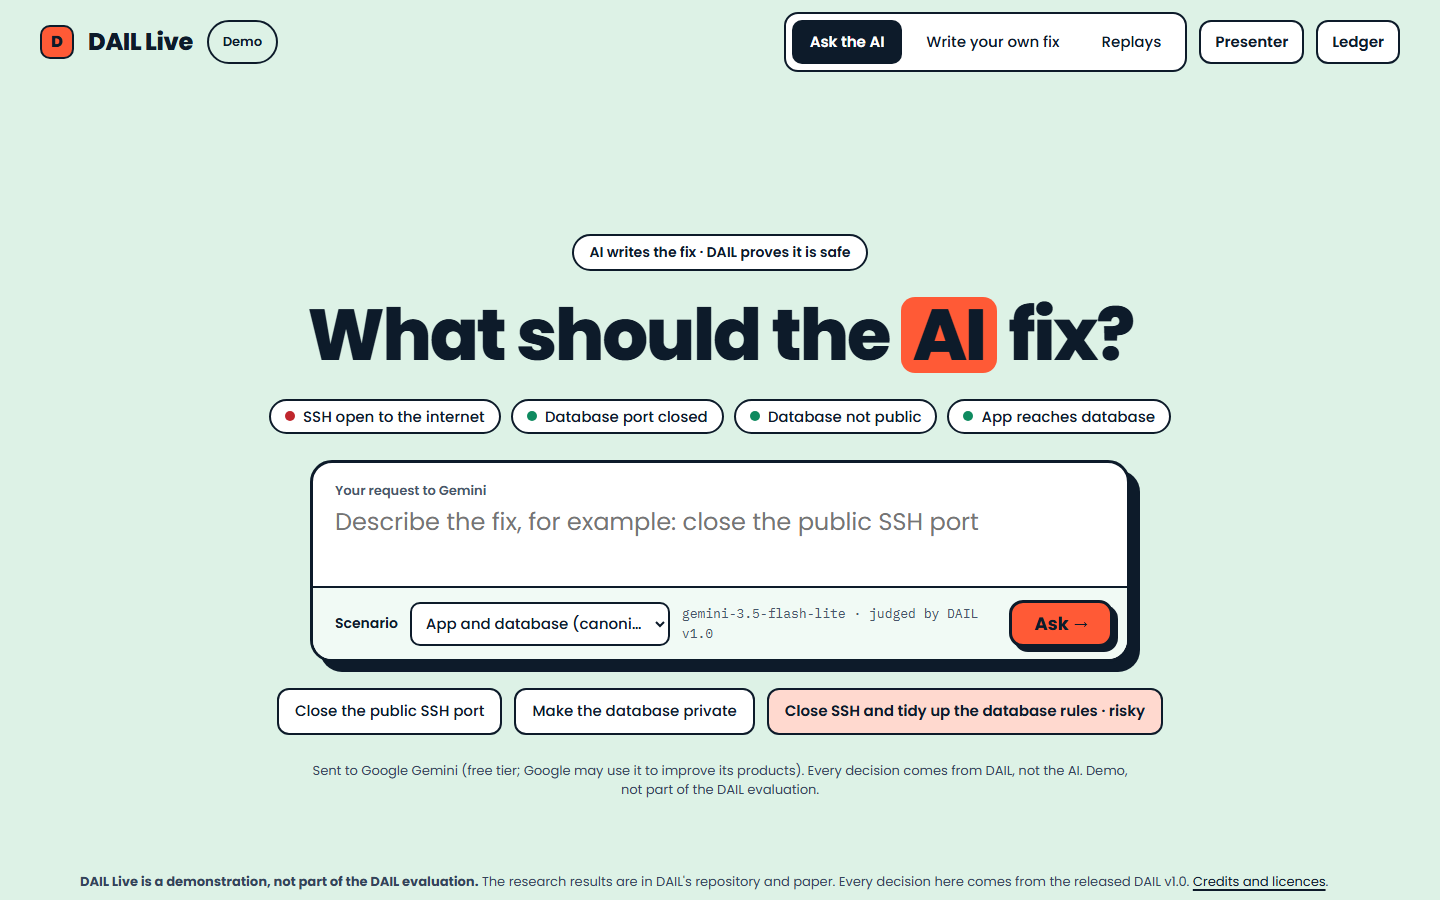 D DAIL Live Demo Ask the AI Write your own fix Replays Presenter Ledger
AI writes the fix · DAIL proves it is safe
What should the AI fix?
SSH open to the internet Database port closed Database not public App reaches database
Your request to Gemini
Describe the fix, for example: close the public SSH port
Scenario App and database (canoni... gemini-3.5-flash-lite · judged by DAIL
v1.0
Ask →
Close the public SSH port Make the database private Close SSH and tidy up the database rules · risky
Sent to Google Gemini (free tier; Google may use it to improve its products). Every decision comes from DAIL, not the AI. Demo,
not part of the DAIL evaluation.
DAIL Live is a demonstration, not part of the DAIL evaluation. The research results are in DAIL's repository and paper. Every decision here comes from the released DAIL v1.0. Credits and licences.